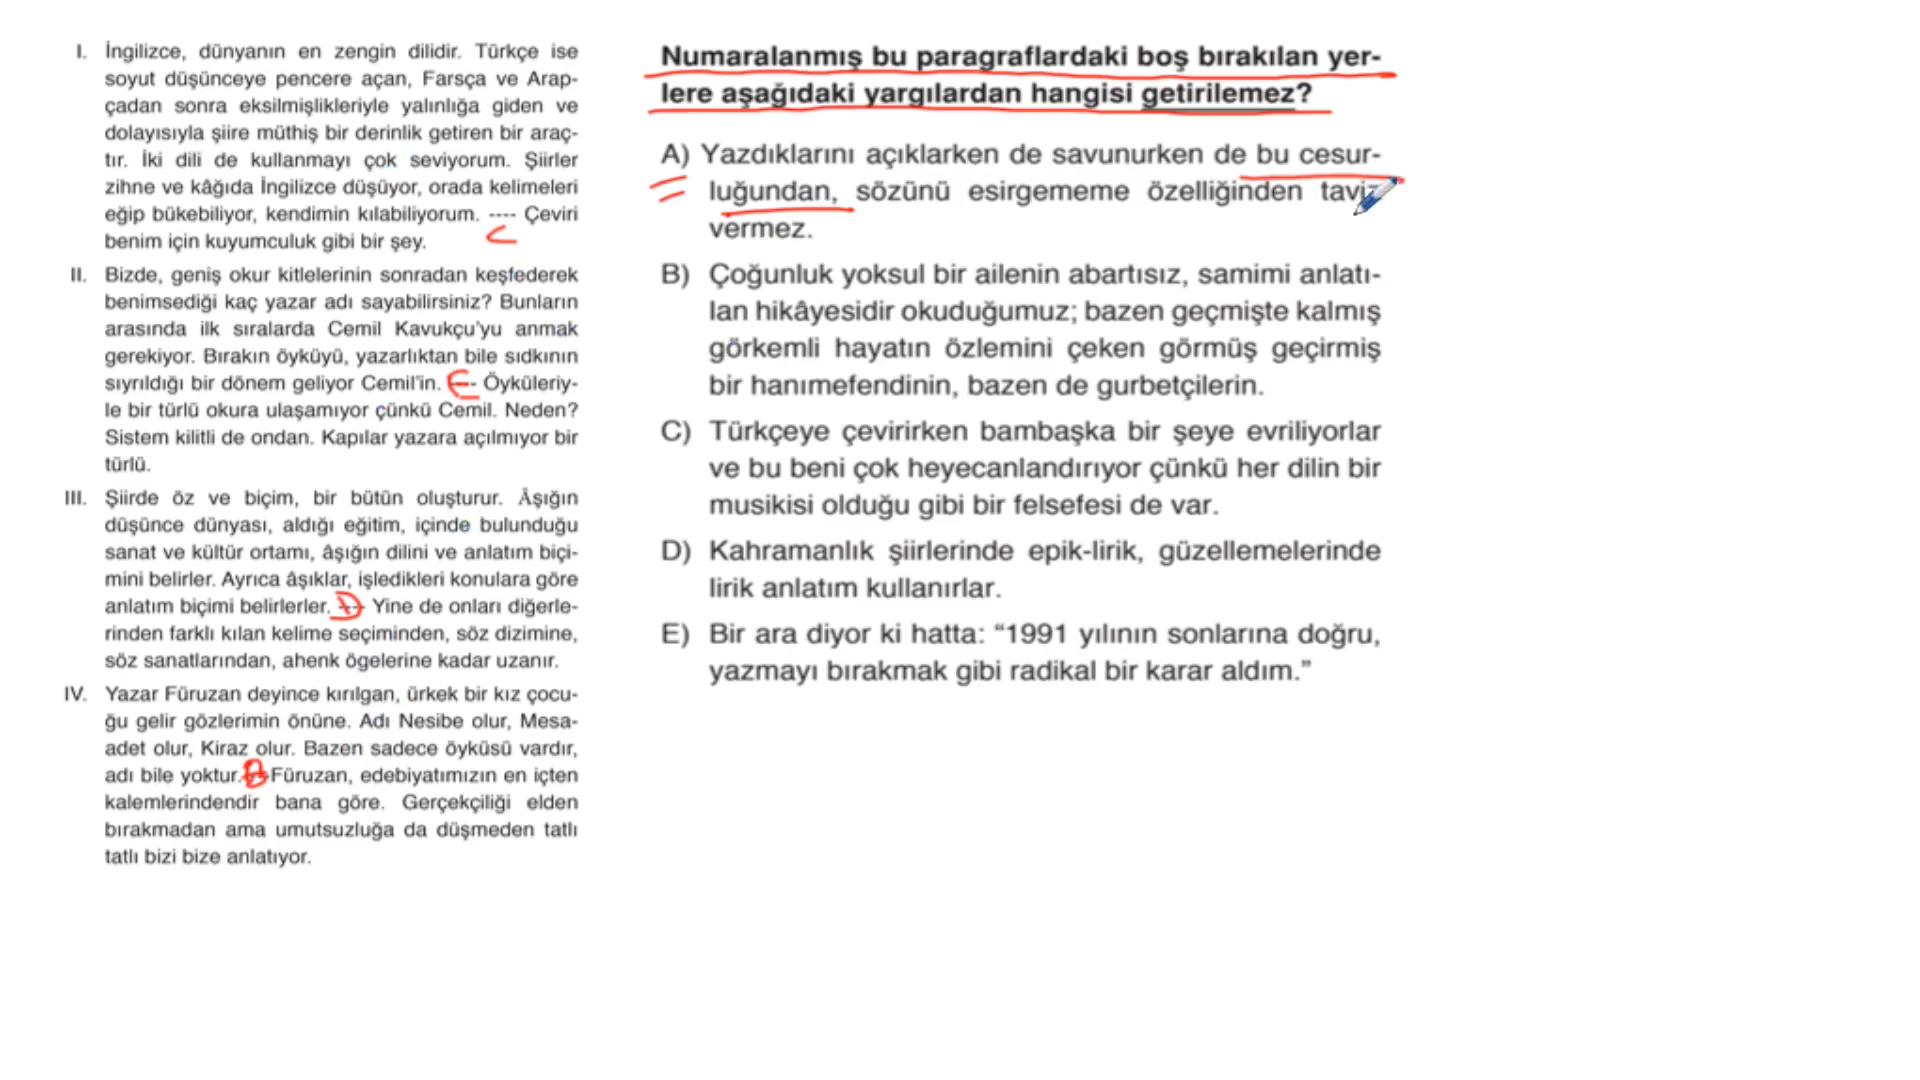 I. İngilizce, dünyanın en zengin dilidir. Türkçe ise
soyut düşünceye pencere açan, Farsça ve Arap-
çadan sonra eksilmişlikleriyle yalınlığa giden ve
dolayısıyla şiire müthiş bir derinlik getiren bir araç-
tır. İki dili de kullanmayı çok seviyorum. Şiirler
zihne ve kâğıda İngilizce düşüyor, orada kelimeleri
eğip bükebiliyor, kendimin kılabiliyorum. ---- Çeviri
C
benim için kuyumculuk gibi bir şey.
II. Bizde, geniş okur kitlelerinin sonradan keşfederek
benimsediği kaç yazar adı sayabilirsiniz? Bunların
arasında ilk sıralarda Cemil Kavukçu'yu anmak
gerekiyor. Bırakın öyküyü, yazarlıktan bile sıdkının
sıyrıldığı bir dönem geliyor Cemil'in. E ---- Öyküleriy-
le bir türlü okura ulaşamıyor çünkü Cemil. Neden?
Sistem kilitli de ondan. Kapılar yazara açılmıyor bir
türlü.
III. Şiirde öz ve biçim, bir bütün oluşturur. Âşığın
düşünce dünyası, aldığı eğitim, içinde bulunduğu
sanat ve kültür ortamı, âşığın dilini ve anlatım biçi-
mini belirler. Ayrıca âşıklar, işledikleri konulara göre
anlatım biçimi belirlerler. D ---- Yine de onları diğerle-
rinden farklı kılan kelime seçiminden, söz dizimine,
söz sanatlarından, ahenk ögelerine kadar uzanır.
IV. Yazar Füruzan deyince kırılgan, ürkek bir kız çocu-
ğu gelir gözlerimin önüne. Adı Nesibe olur, Mesa-
adet olur, Kiraz olur. Bazen sadece öyküsü vardır,
adı bile yoktur. B ---- Füruzan, edebiyatımızın en içten
kalemlerindendir bana göre. Gerçekçiliği elden
bırakmadan ama umutsuzluğa da düşmeden tatlı
tatlı bizi bize anlatıyor.
Numaralanmış bu paragraflardaki boş bırakılan yer-
lere aşağıdaki yargılardan hangisi getirilemez?
A) Yazdıklarını açıklarken de savunurken de bu cesur-
luğundan, sözünü esirgememe özelliğinden taviz
vermez.
B) Çoğunluk yoksul bir ailenin abartısız, samimi anlatı-
lan hikâyesidir okuduğumuz; bazen geçmişte kalmış
görkemli hayatın özlemini çeken görmüş geçirmiş
bir hanımefendinin, bazen de gurbetçilerin.
C) Türkçeye çevirirken bambaşka bir şeye evriliyorlar
ve bu beni çok heyecanlandırıyor çünkü her dilin bir
musikisi olduğu gibi bir felsefesi de var.
D) Kahramanlık şiirlerinde epik-lirik, güzellemelerinde
lirik anlatım kullanırlar.
E) Bir ara diyor ki hatta: “1991 yılının sonlarına doğru,
yazmayı bırakmak gibi radikal bir karar aldım.”